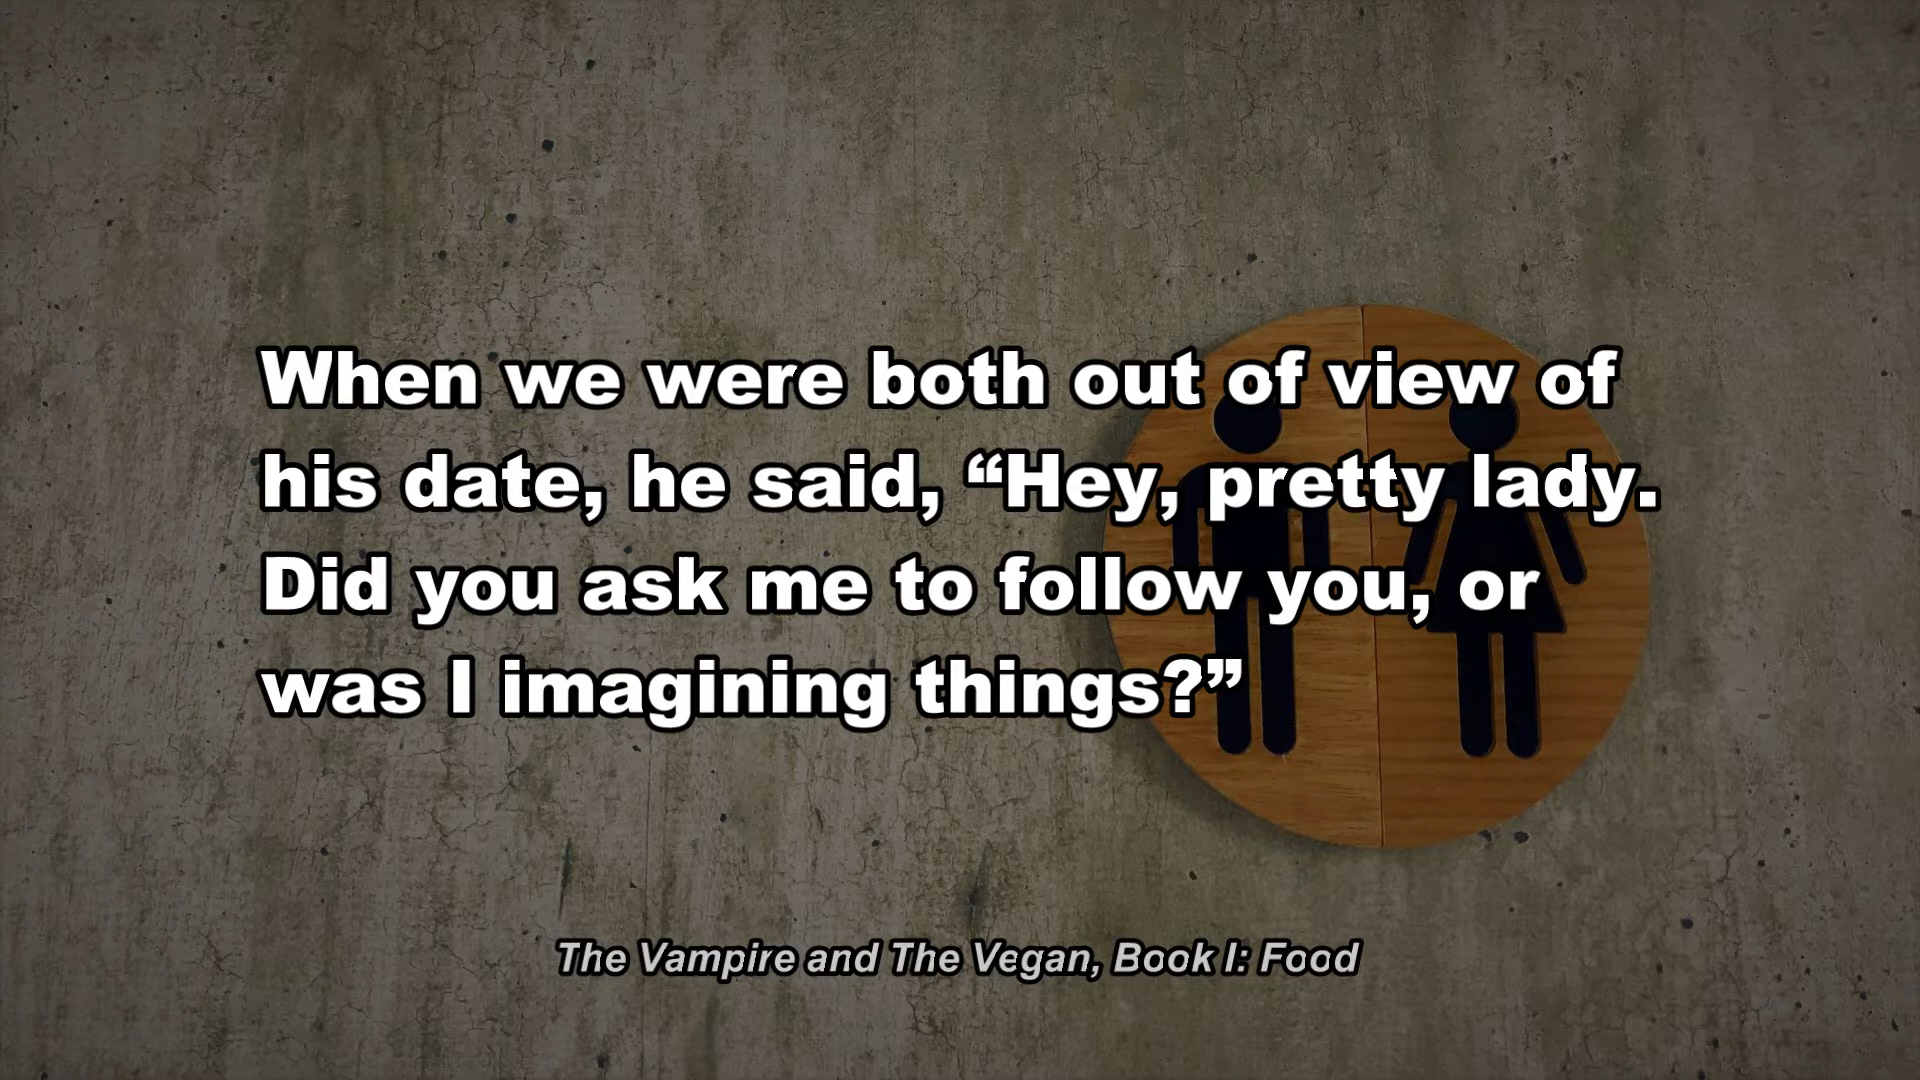 When we were both out of view of
his date, he said, “Hey, pretty lady.
Did you ask me to follow you, or
was I imagining things?”
The Vampire and The Vegan, Book I: Food